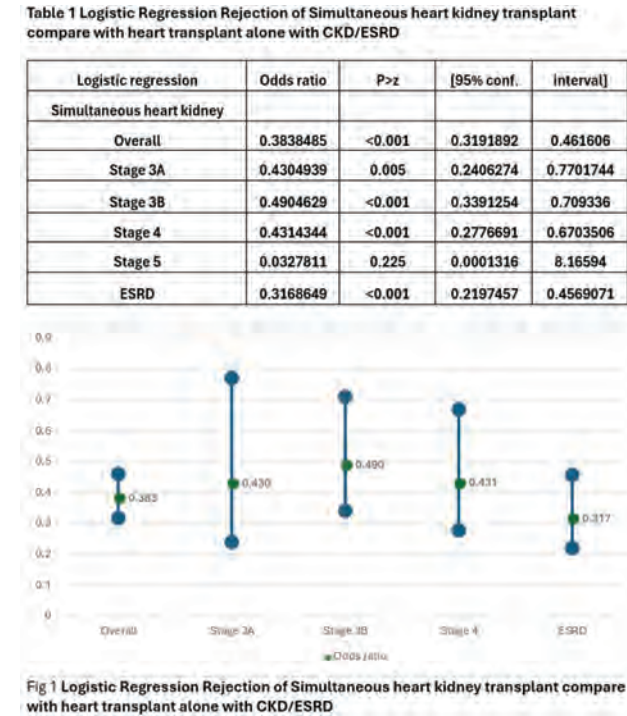 Table 1 Logistic Regression Rejection of Simultaneous heart kidney transplant
compare with heart transplant alone with CKD/ESRD
Logistic regression Odds ratio P>z [95% conf. interval]
Simultaneous heart kidney
Overall 0.3838485 <0.001 0.3191892 0.461606
Stage 3A 0.4304939 0.005 0.2406274 0.7701744
Stage 3B 0.4904629 <0.001 0.3391254 0.709336
Stage 4 0.4314344 <0.001 0.2776691 0.6703506
Stage 5 0.0327811 0.225 0.0001316 8.16594
ESRD 0.3168649 <0.001 0.2197457 0.4569071
0.9
0.8
0.7
0.6
0.5
0.4
0.3
0.2
0.1
0
0.383
0.430
0.490
0.431
0.317
Overall Stage 3A Stage 3B Stage 4 ESRD
Odds ratio
Fig 1 Logistic Regression Rejection of Simultaneous heart kidney transplant compare
with heart transplant alone with CKD/ESRD